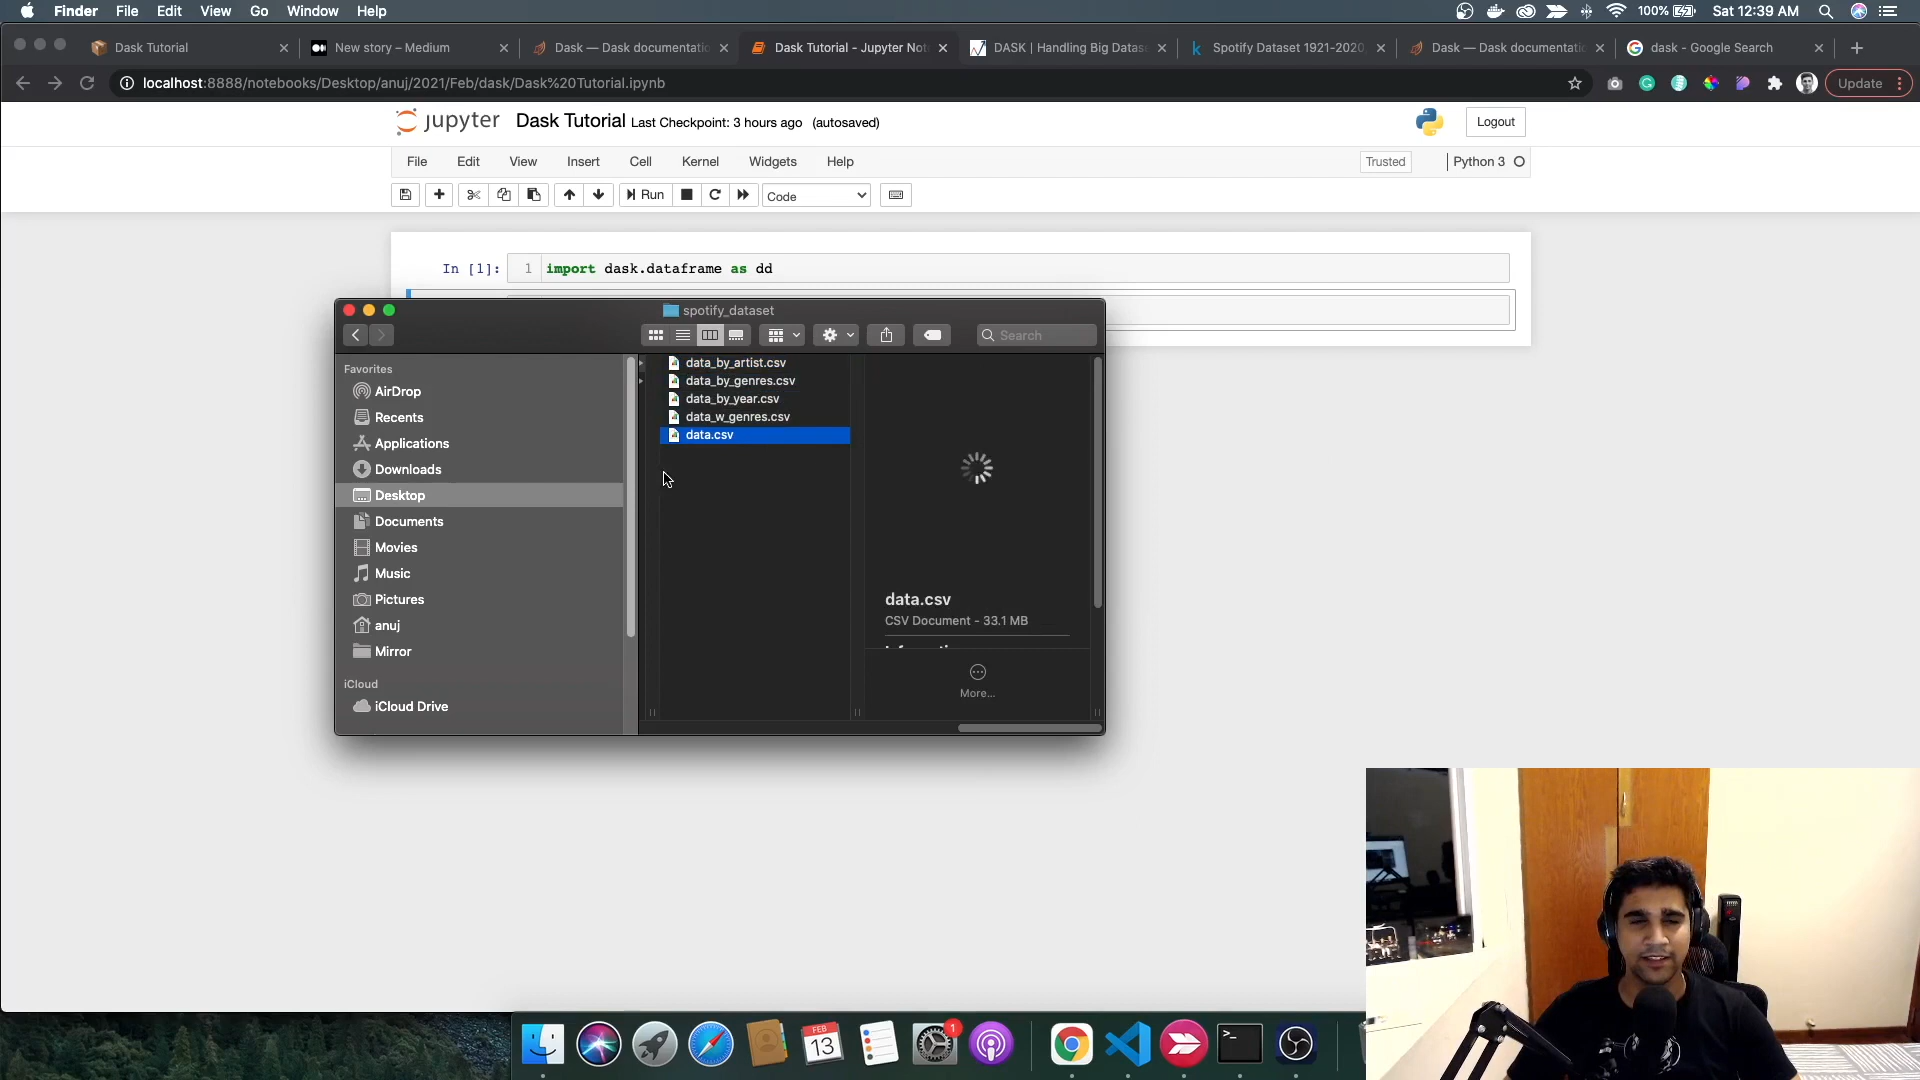 Finder File Edit View Go Window Help 100% Sat 12:39 AM
Dask Tutorial New story – Medium Dask — Dask documentatio Dask Tutorial - Jupyter Not DASK | Handling Big Datas Spotify Dataset 1921-2020, Dask — Dask documentatio dask - Google Search
localhost:8888/notebooks/Desktop/anuj/2021/Feb/dask/Dask%20Tutorial.ipynb Update
jupyter Dask Tutorial Last Checkpoint: 3 hours ago (autosaved) Logout
File Edit View Insert Cell Kernel Widgets Help Trusted Python 3
Run Code
In [1]: 1 import dask.dataframe as dd
spotify_dataset
Search
Favorites
AirDrop
Recents
Applications
Downloads
Desktop
Documents
Movies
Music
Pictures
anuj
Mirror
iCloud
iCloud Drive
data_by_artist.csv
data_by_genres.csv
data_by_year.csv
data_w_genres.csv
data.csv
data.csv
CSV Document - 33.1 MB
More...
FEB
13
1